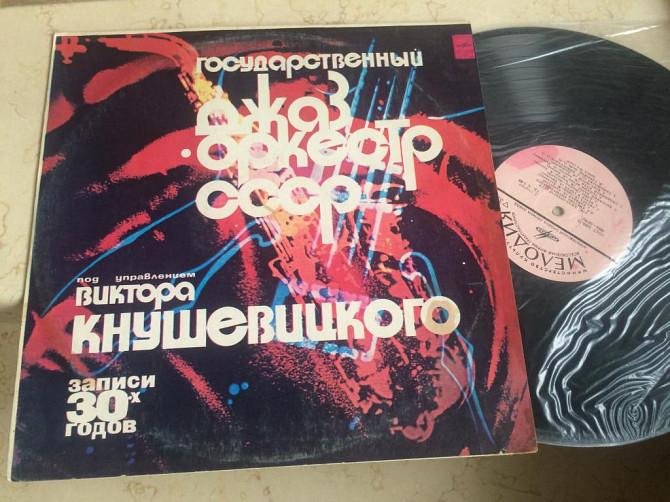 государственный
джаз
оркестр
ссср
под управлением
виктора
кнушевицкого
записи
30-х
годов
МЕЛОДИЯ